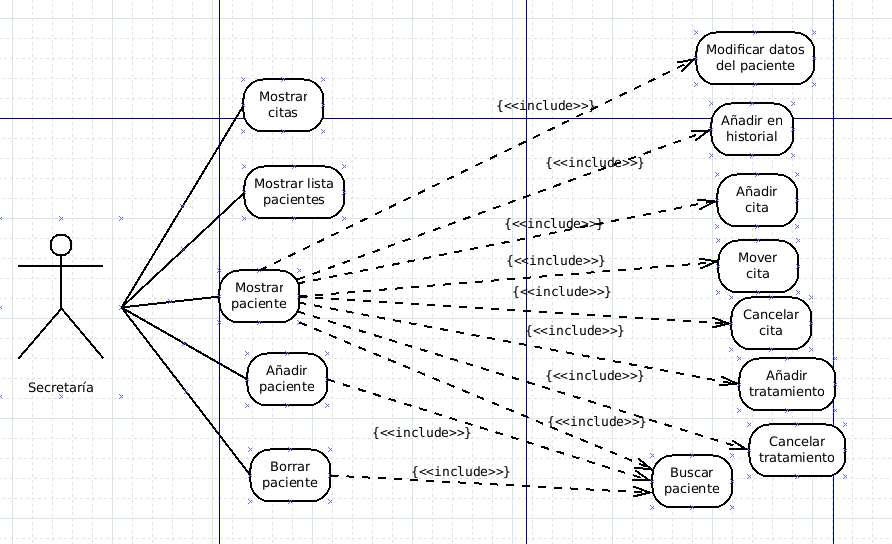 Modificar datos
del paciente
Mostrar
citas
{<<include>>}
Añadir en
historial
{<<include>>}
Mostrar lista
pacientes
Añadir
cita
{<<include>>}
{<<include>>}
Mover
cita
Mostrar
paciente
{<<include>>}
Cancelar
cita
{<<include>>}
Añadir
paciente
{<<include>>}
Añadir
tratamiento
Secretaría
{<<include>>}
{<<include>>}
Cancelar
tratamiento
Borrar
paciente
{<<include>>}
Buscar
paciente